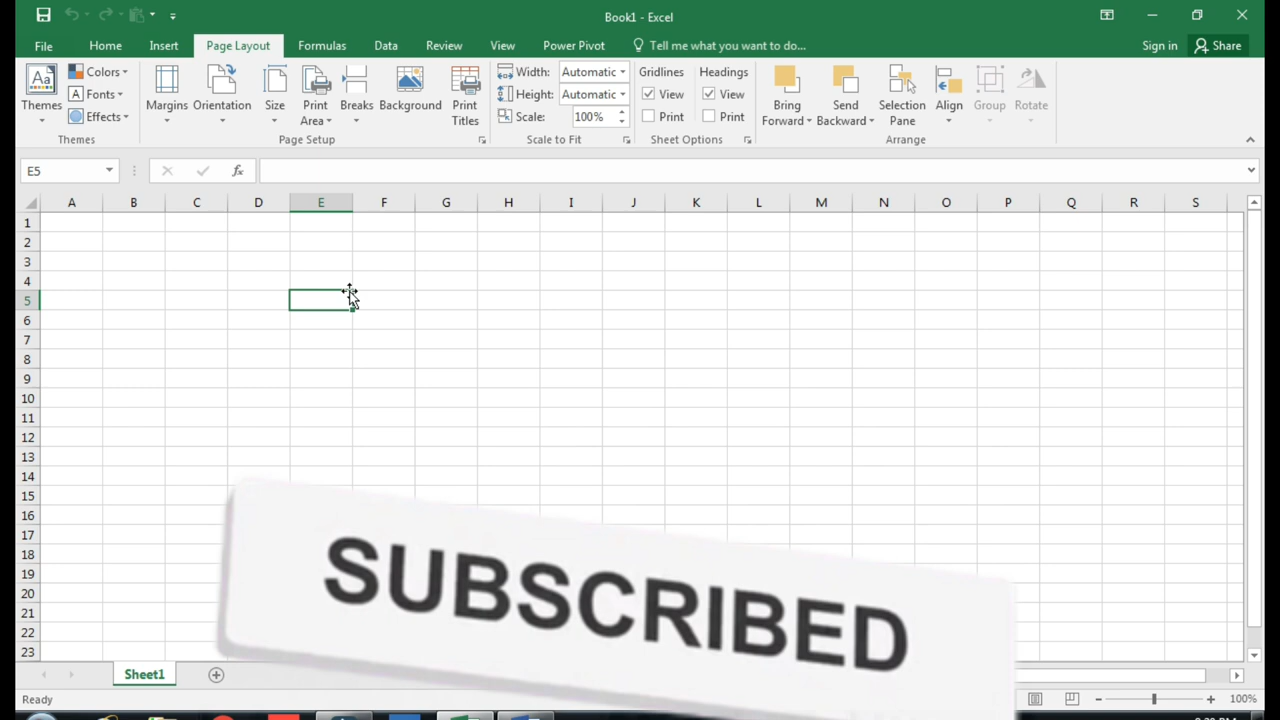 Book1 - Excel
File Home Insert Page Layout Formulas Data Review View Power Pivot Tell me what you want to do... Sign in Share
Themes
Colors
Fonts
Effects
Themes
Margins Orientation Size Print Area Breaks Background Print Titles
Page Setup
Width: Automatic
Height: Automatic
Scale: 100%
Scale to Fit
Gridlines Headings
View View
Print Print
Sheet Options
Bring Forward Send Backward Selection Pane Align Group Rotate
Arrange
E5 fx
A B C D E F G H I J K L M N O P Q R S
1
2
3
4
5
6
7
8
9
10
11
12
13
14
15
16
17
18
19
20
21
22
23
SUBSCRIBED
Sheet1
Ready 100%